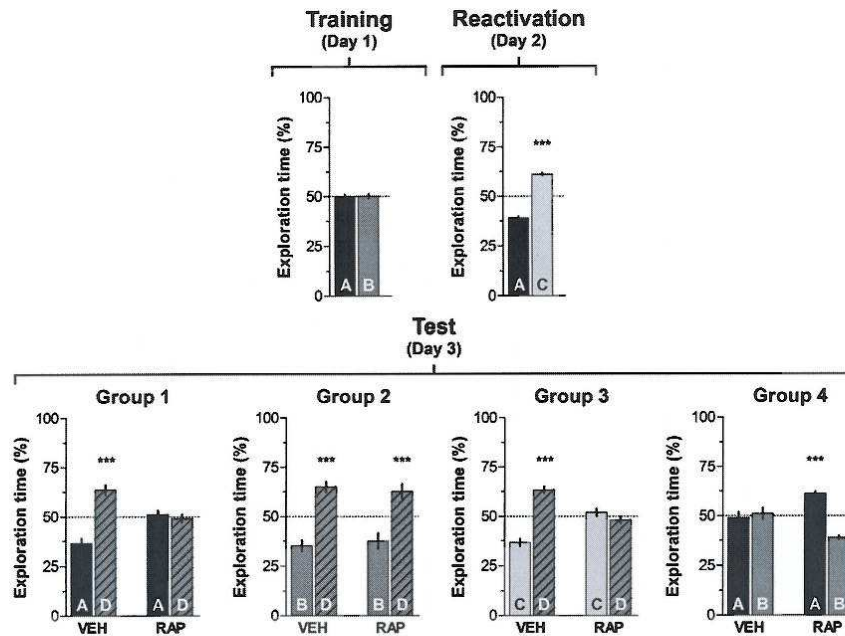 Training
(Day 1)
Reactivation
(Day 2)
Exploration time (%)
100
75
50
25
0
A B
Exploration time (%)
100
75
50
25
0
***
A C
Test
(Day 3)
Group 1
Exploration time (%)
100
75
50
25
0
***
A D A D
VEH RAP
Group 2
Exploration time (%)
100
75
50
25
0
*** ***
B D B D
VEH RAP
Group 3
Exploration time (%)
100
75
50
25
0
***
C D C D
VEH RAP
Group 4
Exploration time (%)
100
75
50
25
0
***
A B A B
VEH RAP